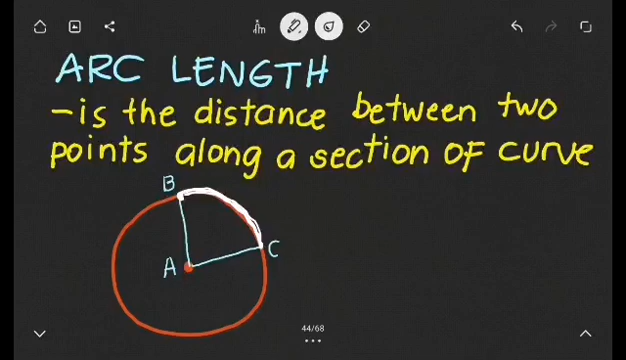 ARC LENGTH
-is the distance between two
points along a section of curve
B
A
C
44/68